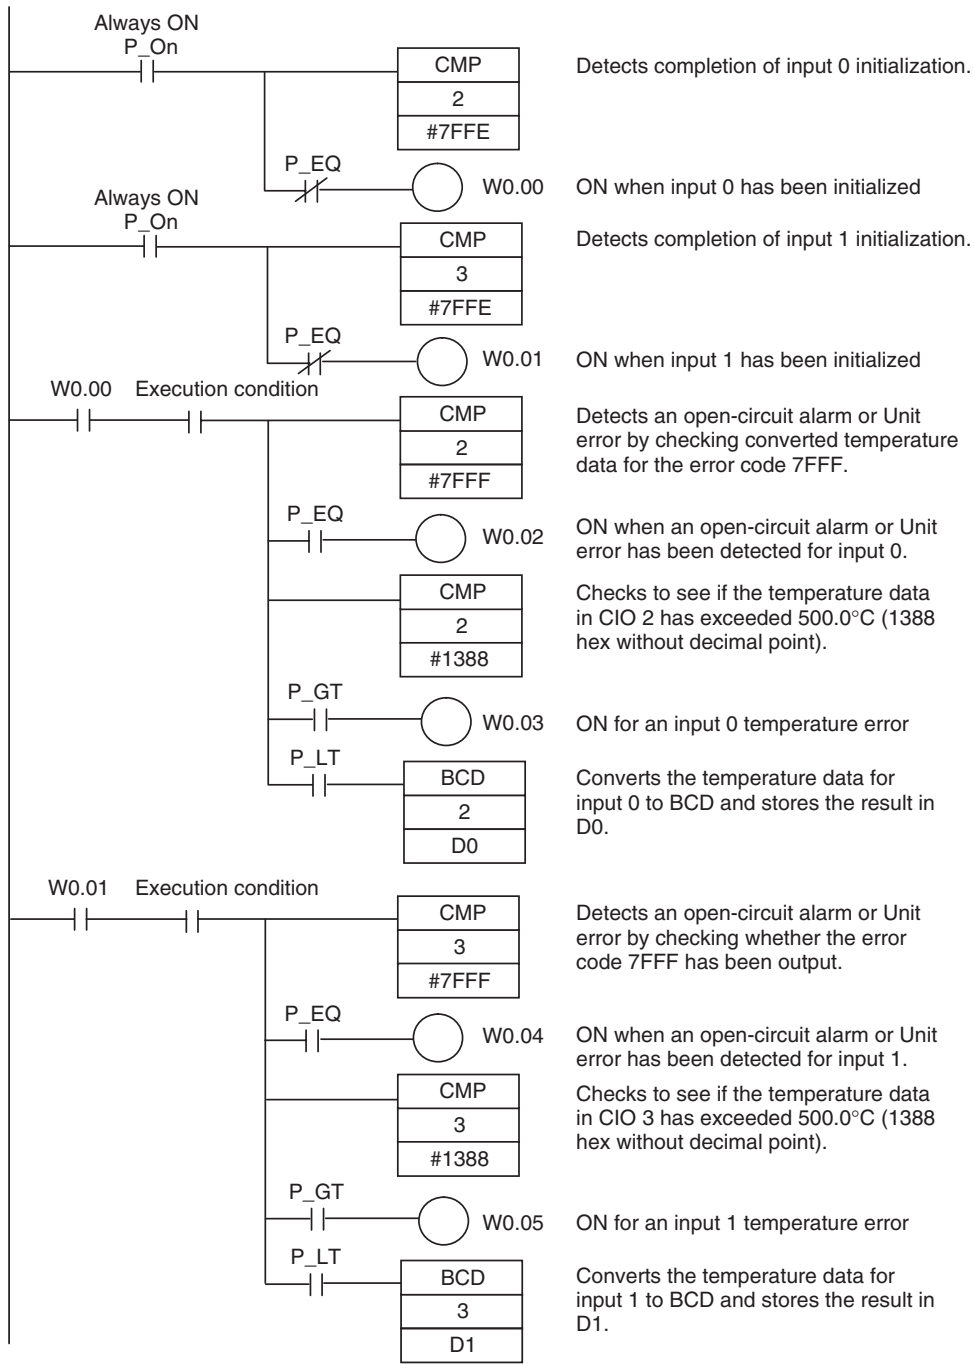 Always ON
P_On
CMP
2
#7FFE
Detects completion of input 0 initialization.
P_EQ
W0.00
ON when input 0 has been initialized
Always ON
P_On
CMP
3
#7FFE
Detects completion of input 1 initialization.
P_EQ
W0.01
ON when input 1 has been initialized
W0.00 Execution condition
CMP
2
#7FFF
Detects an open-circuit alarm or Unit
error by checking converted temperature
data for the error code 7FFF.
P_EQ
W0.02
ON when an open-circuit alarm or Unit
error has been detected for input 0.
CMP
2
#1388
Checks to see if the temperature data
in CIO 2 has exceeded 500.0°C (1388
hex without decimal point).
P_GT
W0.03
ON for an input 0 temperature error
P_LT
BCD
2
D0
Converts the temperature data for
input 0 to BCD and stores the result in
D0.
W0.01 Execution condition
CMP
3
#7FFF
Detects an open-circuit alarm or Unit
error by checking whether the error
code 7FFF has been output.
P_EQ
W0.04
ON when an open-circuit alarm or Unit
error has been detected for input 1.
CMP
3
#1388
Checks to see if the temperature data
in CIO 3 has exceeded 500.0°C (1388
hex without decimal point).
P_GT
W0.05
ON for an input 1 temperature error
P_LT
BCD
3
D1
Converts the temperature data for
input 1 to BCD and stores the result in
D1.